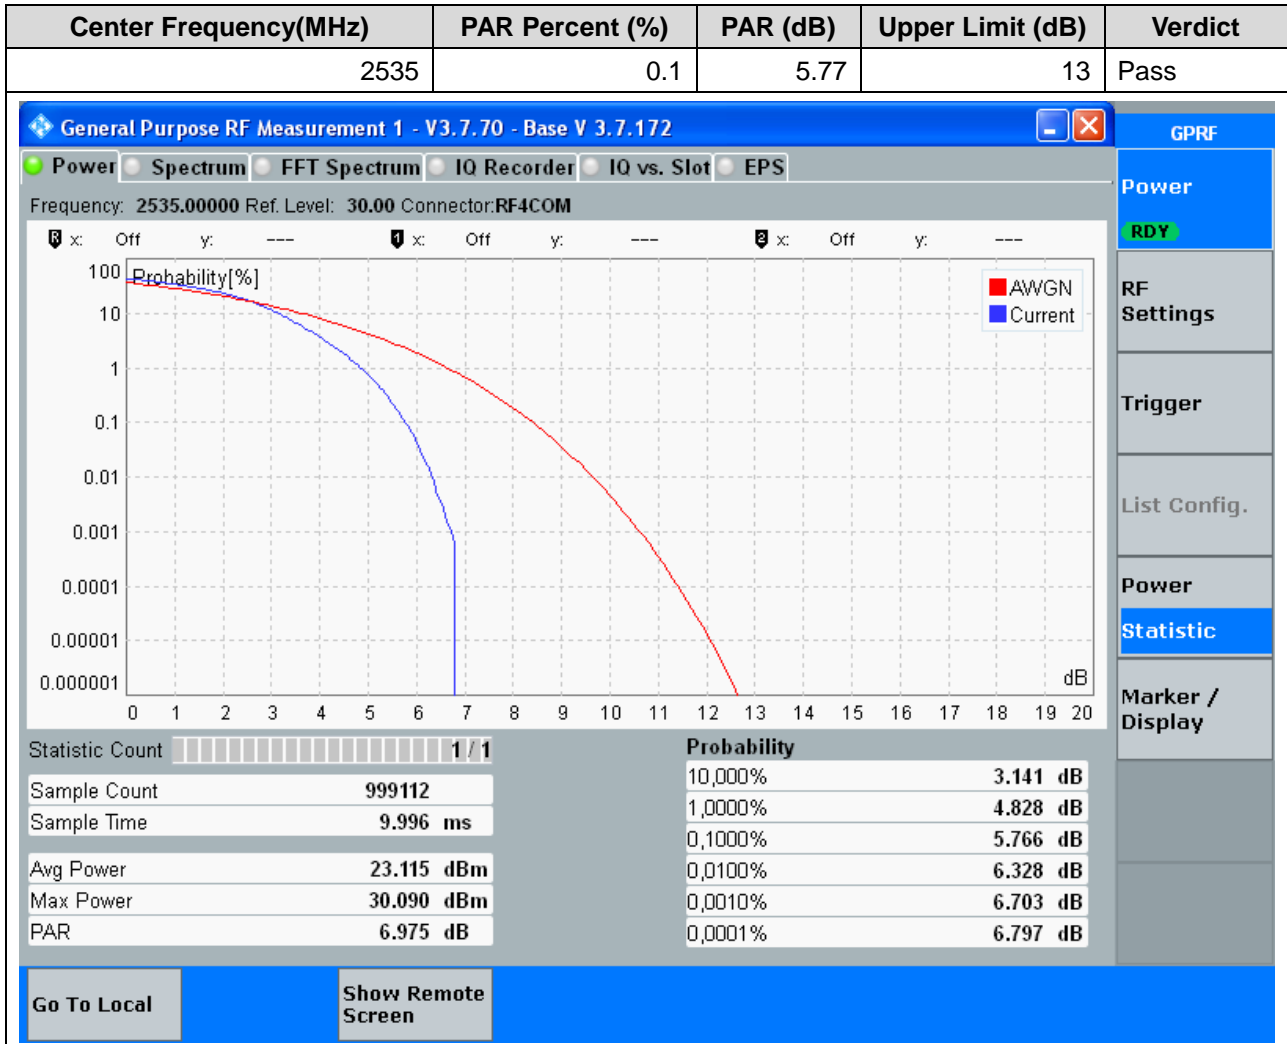 Center Frequency(MHz) PAR Percent (%) PAR (dB) Upper Limit (dB) Verdict
2535 0.1 5.77 13 Pass
General Purpose RF Measurement 1 - V3.7.70 - Base V 3.7.172
GPRF
Power Spectrum FFT Spectrum IQ Recorder IQ vs. Slot EPS
Power
RDY
Frequency: 2535.00000 Ref. Level: 30.00 Connector:RF4COM
R x: Off y: --- 1 x: Off y: --- 2 x: Off y: ---
Probability[%]
AWGN
Current
100
10
1
0.1
0.01
0.001
0.0001
0.00001
0.000001
dB
0 1 2 3 4 5 6 7 8 9 10 11 12 13 14 15 16 17 18 19 20
RF
Settings
Trigger
List Config.
Power
Statistic
Marker /
Display
Statistic Count 1 / 1
Sample Count 999112
Sample Time 9.996 ms
Avg Power 23.115 dBm
Max Power 30.090 dBm
PAR 6.975 dB
Probability
10,000% 3.141 dB
1,0000% 4.828 dB
0,1000% 5.766 dB
0,0100% 6.328 dB
0,0010% 6.703 dB
0,0001% 6.797 dB
Go To Local
Show Remote
Screen